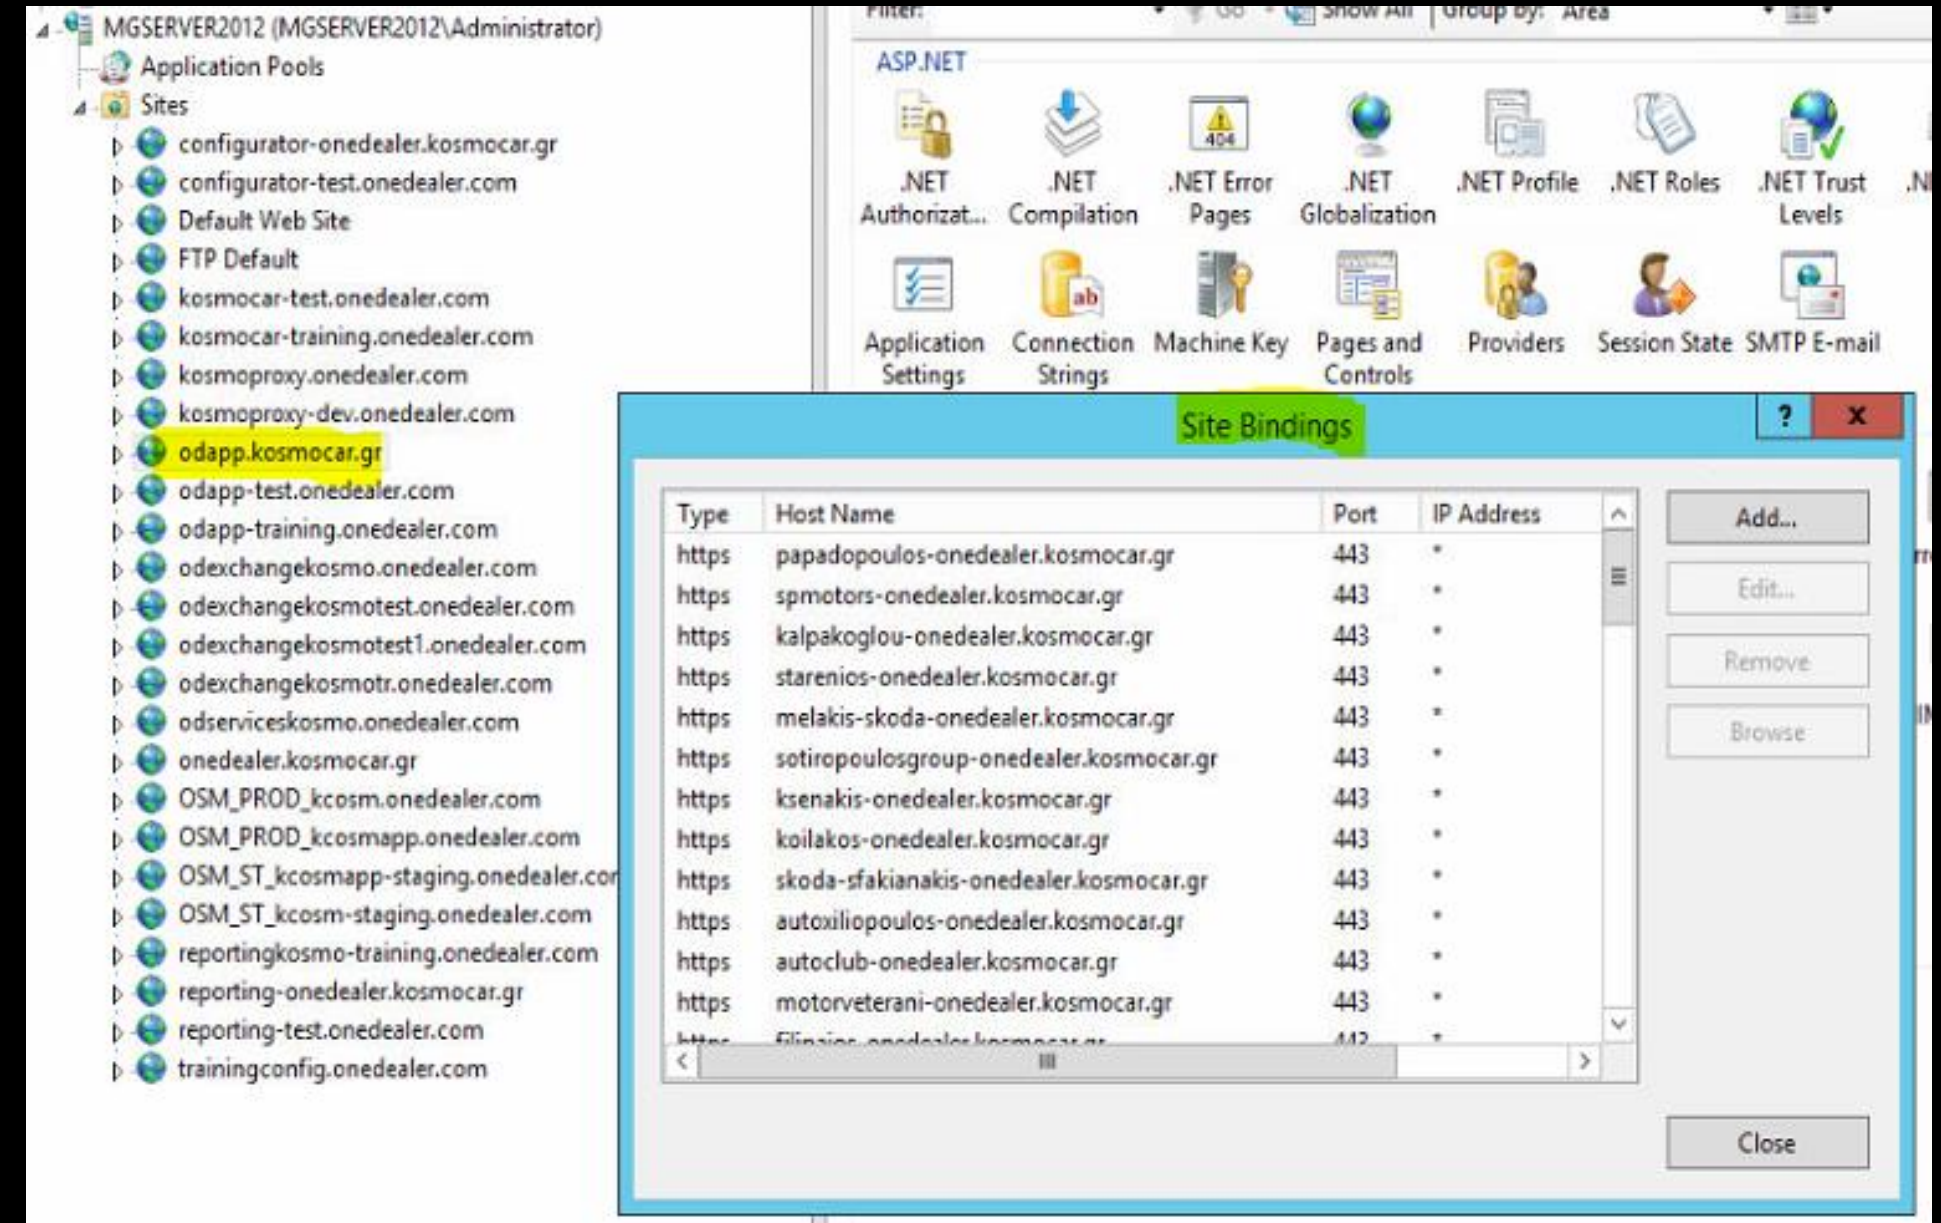 MGSERVER2012 (MGSERVER2012\Administrator)
Application Pools
Sites
configurator-onedealer.kosmocar.gr
configurator-test.onedealer.com
Default Web Site
FTP Default
kosmocar-test.onedealer.com
kosmocar-training.onedealer.com
kosmoproxy.onedealer.com
kosmoproxy-dev.onedealer.com
odapp.kosmocar.gr
odapp-test.onedealer.com
odapp-training.onedealer.com
odexchangekosmo.onedealer.com
odexchangekosmotest.onedealer.com
odexchangekosmotest1.onedealer.com
odexchangekosmotr.onedealer.com
odserviceskosmo.onedealer.com
onedealer.kosmocar.gr
OSM_PROD_kcosm.onedealer.com
OSM_PROD_kcosmapp.onedealer.com
OSM_ST_kcosmapp-staging.onedealer.cor
OSM_ST_kcosm-staging.onedealer.com
reportingkosmo-training.onedealer.com
reporting-onedealer.kosmocar.gr
reporting-test.onedealer.com
trainingconfig.onedealer.com
Filter: Go Show All Group by: Area
ASP.NET
404
.NET Authorizat...
.NET Compilation
.NET Error Pages
.NET Globalization
.NET Profile
.NET Roles
.NET Trust Levels
ab
Application Settings
Connection Strings
Machine Key
Pages and Controls
Providers
Session State
SMTP E-mail
Site Bindings
? x
Type Host Name Port IP Address
https papadopoulos-onedealer.kosmocar.gr 443 *
https spmotors-onedealer.kosmocar.gr 443 *
https kalpakoglou-onedealer.kosmocar.gr 443 *
https starenios-onedealer.kosmocar.gr 443 *
https melakis-skoda-onedealer.kosmocar.gr 443 *
https sotiropoulosgroup-onedealer.kosmocar.gr 443 *
https ksenakis-onedealer.kosmocar.gr 443 *
https koilakos-onedealer.kosmocar.gr 443 *
https skoda-sfakianakis-onedealer.kosmocar.gr 443 *
https autoxiliopoulos-onedealer.kosmocar.gr 443 *
https autoclub-onedealer.kosmocar.gr 443 *
https motorveterani-onedealer.kosmocar.gr 443 *
Add...
Edit...
Remove
Browse
Close